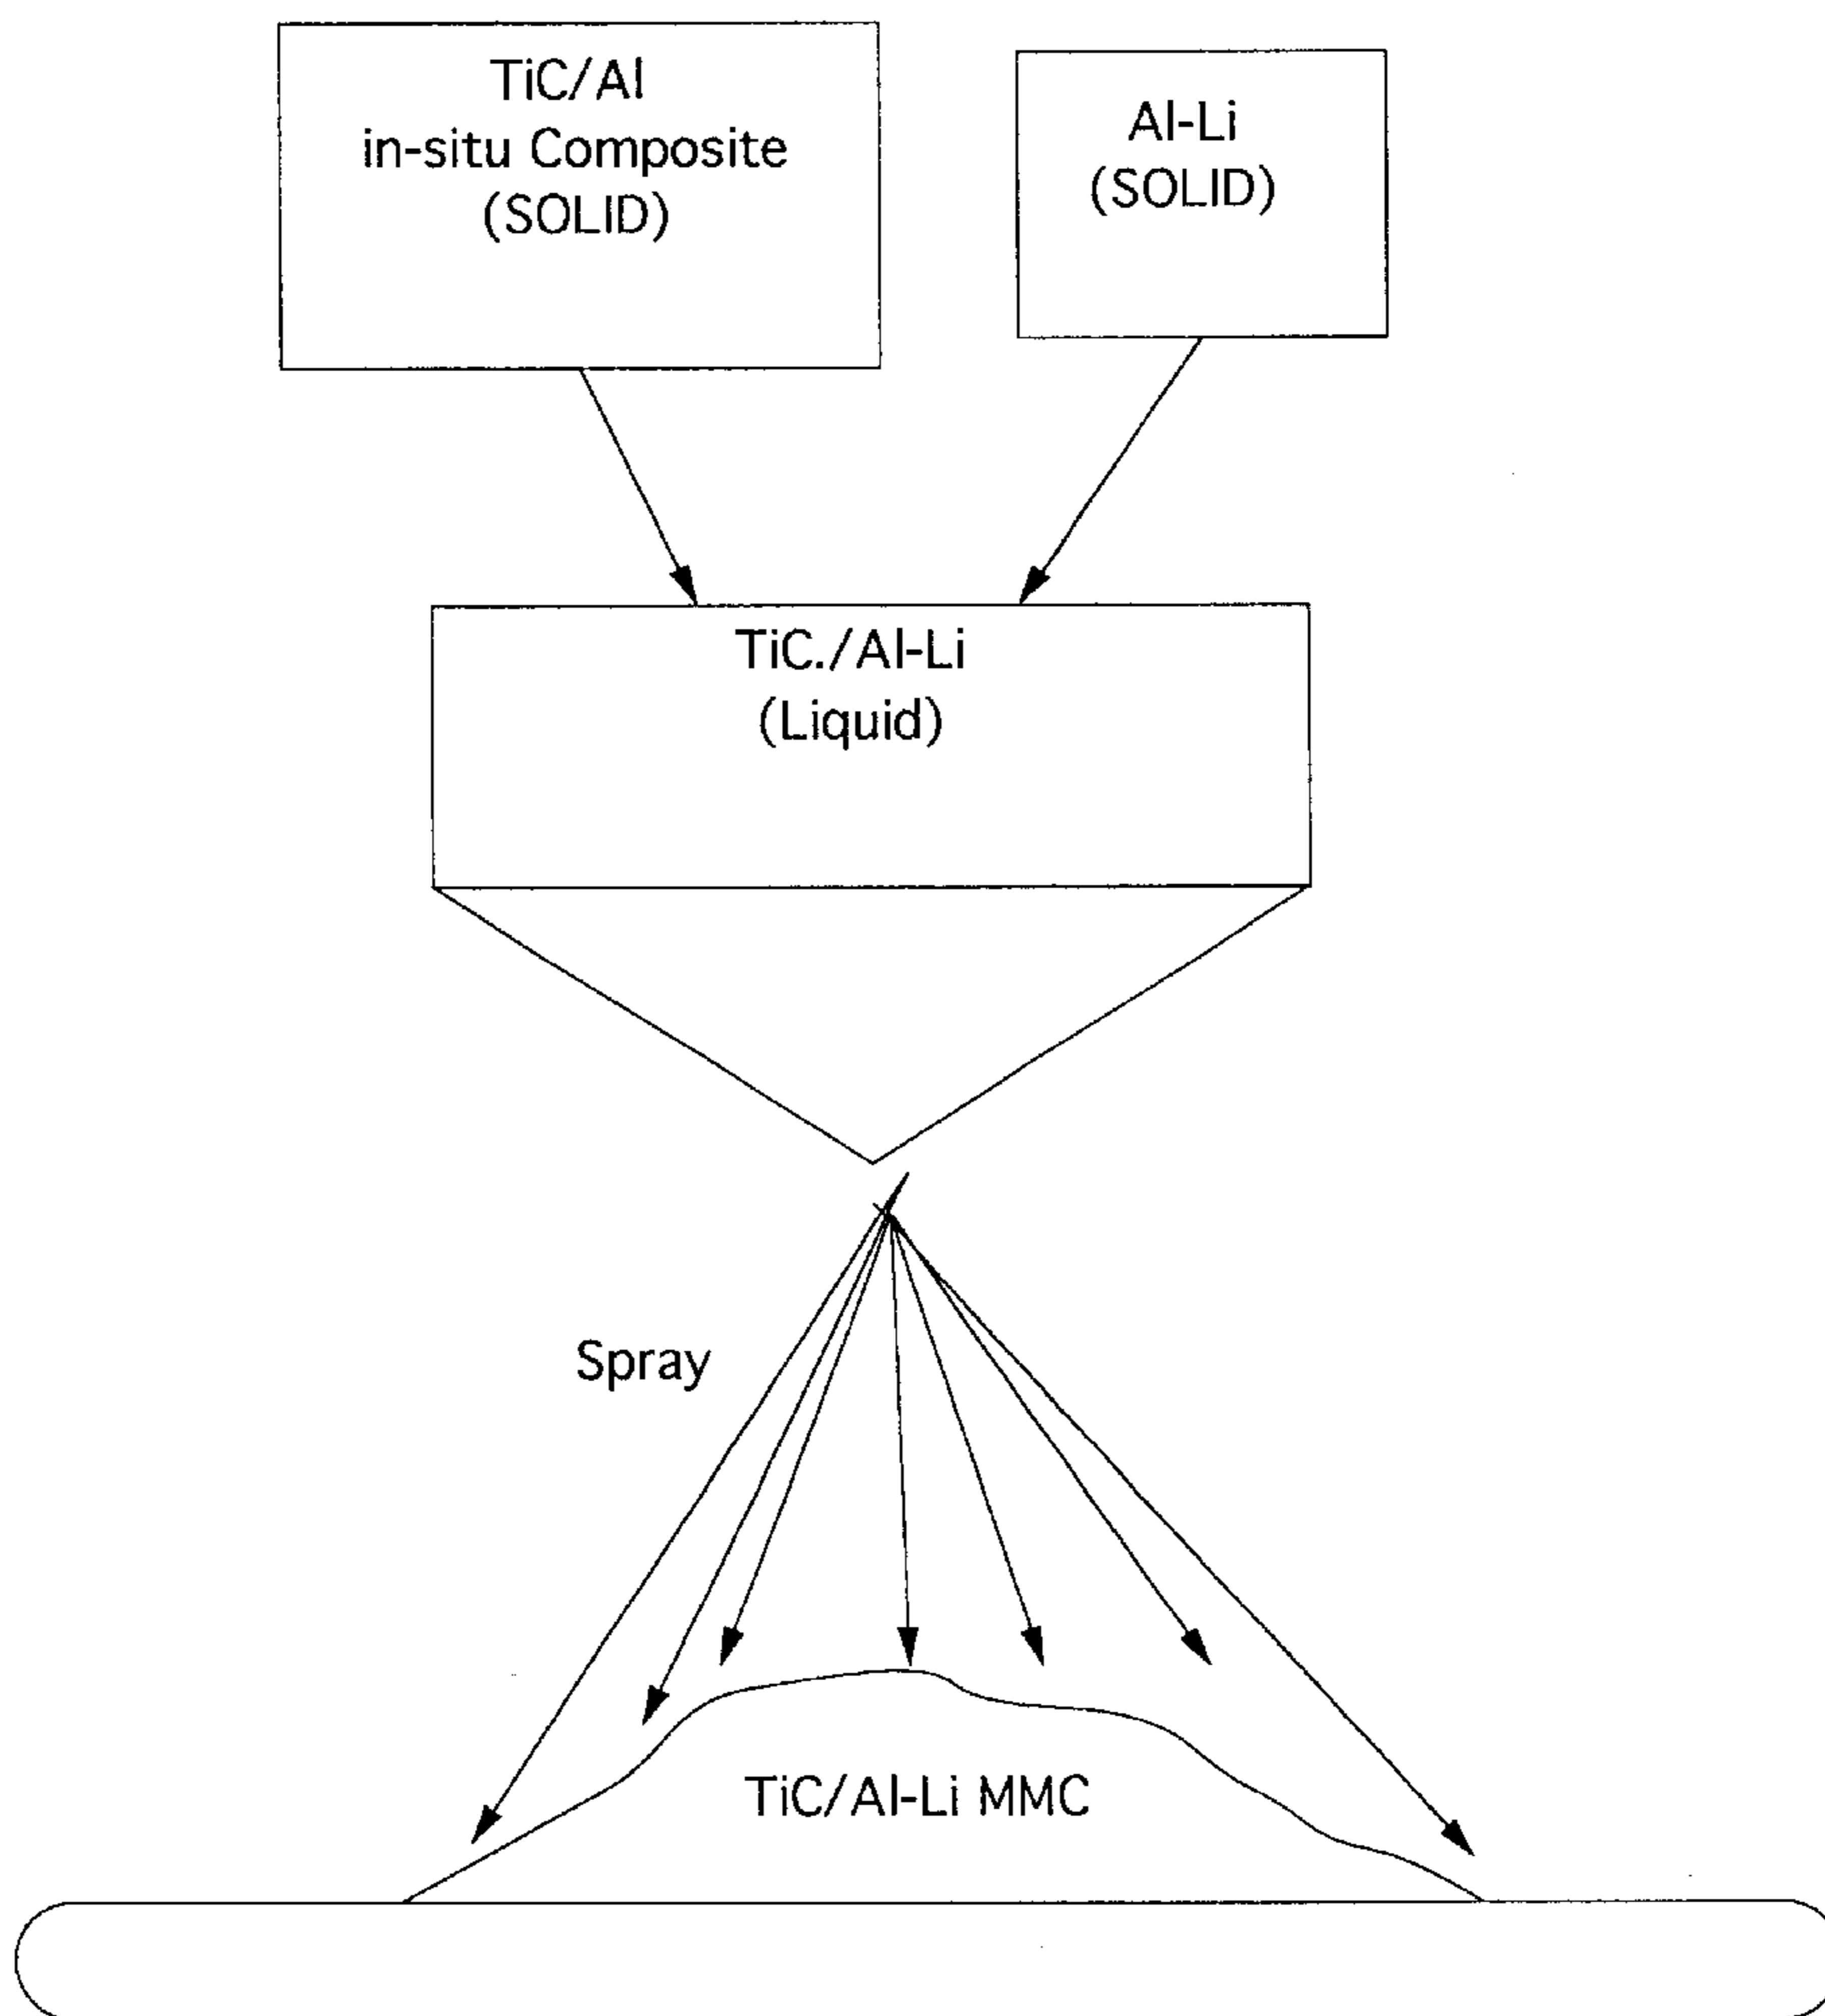 TiC/Al
in-situ Composite
(SOLID)
Al-Li
(SOLID)
TiC./Al-Li
(Liquid)
Spray
TiC/Al-Li MMC